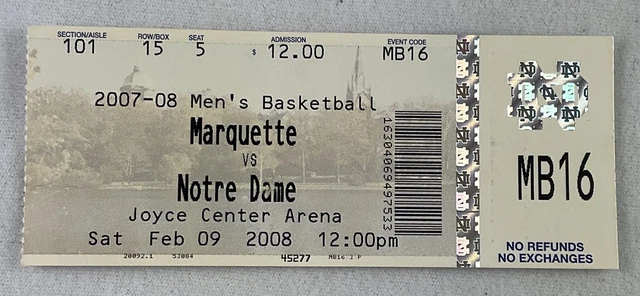 SECTION/AISLE ROW/BOX SEAT ADMISSION EVENT CODE
101 15 5 $ 12.00 MB16
2007-08 Men's Basketball
Marquette
VS
Notre Dame
Joyce Center Arena
Sat Feb 09 2008 12:00pm
20092.1 53084 45277 MB16 2 P
16304069497533
MB16
NO REFUNDS
NO EXCHANGES